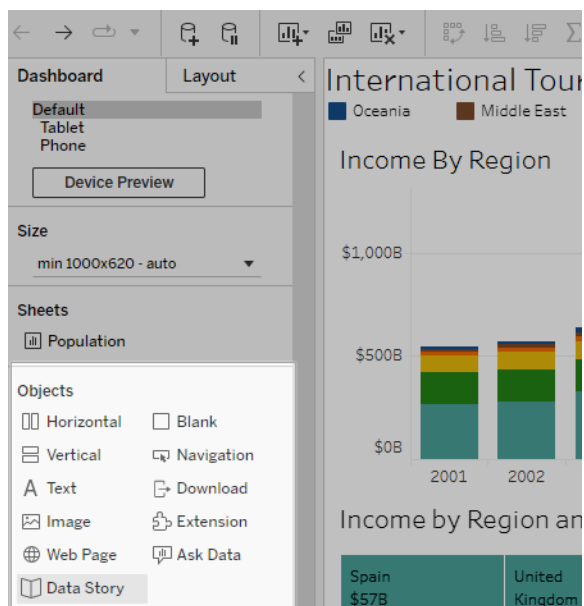 Dashboard
Layout
Default
Tablet
Phone
Device Preview
Size
min 1000x620 - auto
Sheets
Population
Objects
Horizontal
Blank
Vertical
Navigation
Text
Download
Image
Extension
Web Page
Ask Data
Data Story
International
Oceania
Middle East
Income By Region
$1,000B
$500B
$0B
2001
2002
Income by Region
Spain
$57B
United
Kingdom